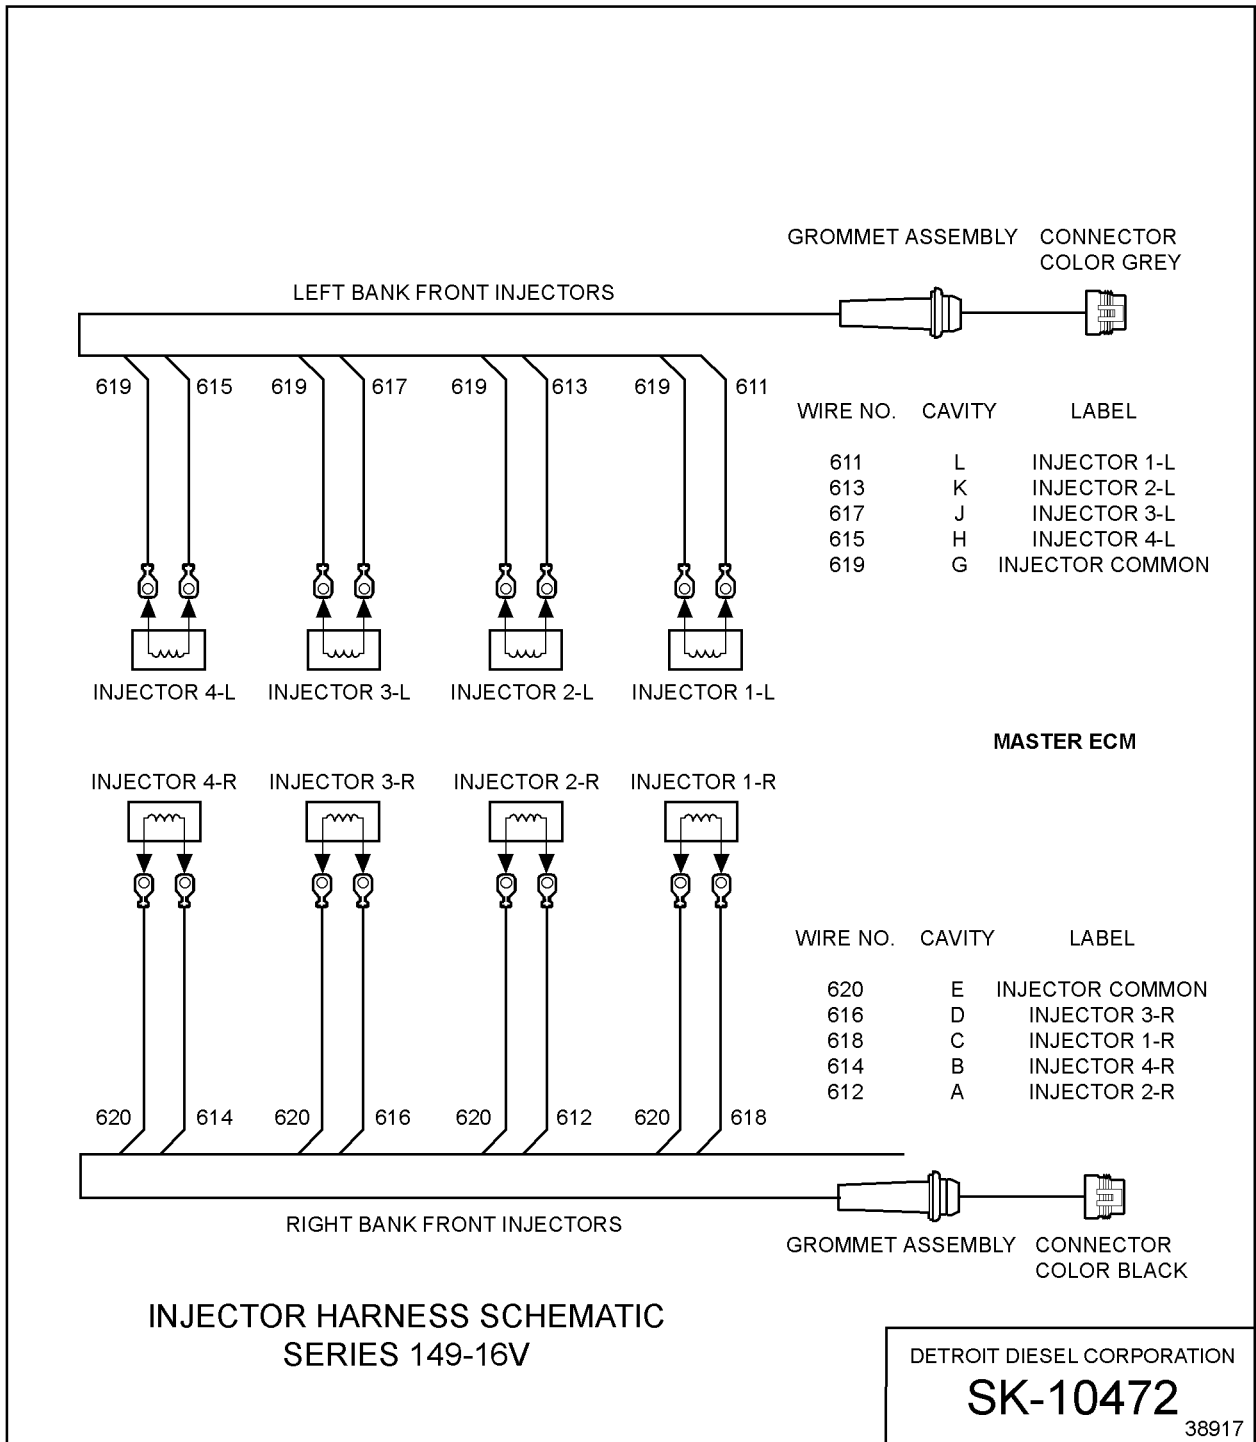 GROMMET ASSEMBLY CONNECTOR
COLOR GREY
LEFT BANK FRONT INJECTORS
619 615 619 617 619 613 619 611
WIRE NO. CAVITY LABEL
611 L INJECTOR 1-L
613 K INJECTOR 2-L
617 J INJECTOR 3-L
615 H INJECTOR 4-L
619 G INJECTOR COMMON
INJECTOR 4-L INJECTOR 3-L INJECTOR 2-L INJECTOR 1-L
MASTER ECM
INJECTOR 4-R INJECTOR 3-R INJECTOR 2-R INJECTOR 1-R
WIRE NO. CAVITY LABEL
620 E INJECTOR COMMON
616 D INJECTOR 3-R
618 C INJECTOR 1-R
614 B INJECTOR 4-R
612 A INJECTOR 2-R
620 614 620 616 620 612 620 618
RIGHT BANK FRONT INJECTORS
GROMMET ASSEMBLY CONNECTOR
COLOR BLACK
INJECTOR HARNESS SCHEMATIC
SERIES 149-16V
DETROIT DIESEL CORPORATION
SK-10472
38917